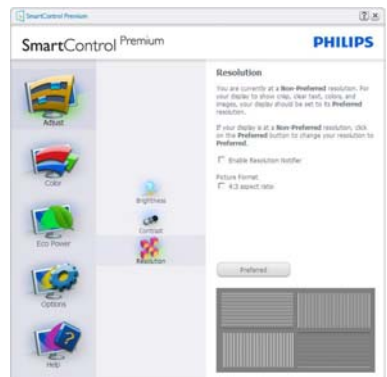 SmartControl Premium
SmartControl Premium
PHILIPS
Adjust
Color
Eco Power
Options
Help
Brightness
Contrast
Resolution
Resolution
You are currently at a Non-Preferred resolution. For
your display to show crisp, clear text, colors, and
images, your display should be set to its Preferred
resolution.
If your display is at a Non-Preferred resolution, click
on the Preferred button to change your resolution to
Preferred.
Enable Resolution Notifier
Picture Format
4:3 aspect ratio
Preferred